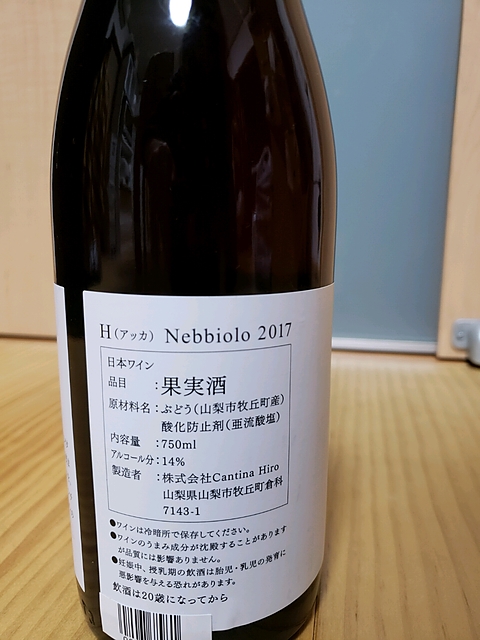 H(アッカ) Nebbiolo 2017
日本ワイン
品目 :果実酒
原材料名:ぶどう(山梨市牧丘町産)
酸化防止剤(亜硫酸塩)
内容量 :750ml
アルコール分:14%
製造者 :株式会社Cantina Hiro
山梨県山梨市牧丘町倉科
7143-1
●ワインは冷暗所で保存してください。
●ワインのうまみ成分が沈殿することがあります
が品質には影響ありません。
●妊娠中、授乳期の飲酒は胎児・乳児の発育に
悪影響を与える恐れがあります。
飲酒は20歳になってから